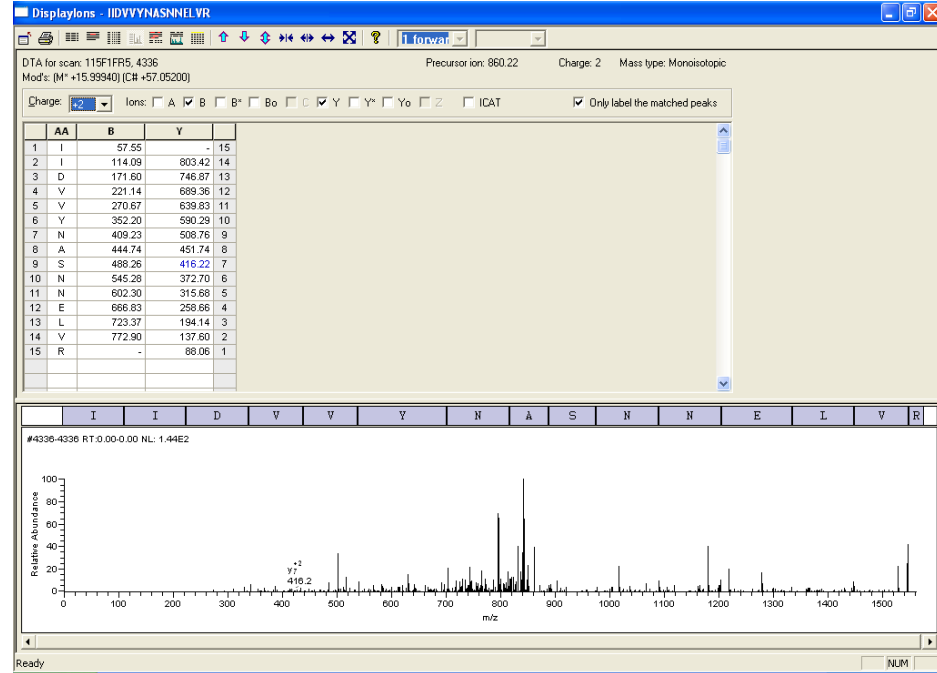 DisplayIons - IIDVVYNASNNELVR
1 forwar
DTA for scan: 115F1FR5, 4336 Precursor ion: 860.22 Charge: 2 Mass type: Monoisotopic
Mod's: (M* +15.99940) (C# +57.05200)
Charge: +2 Ions: A B B* Bo C Y Y* Yo Z ICAT Only label the matched peaks
AA B Y
1 I 57.55 - 15
2 I 114.09 803.42 14
3 D 171.60 746.87 13
4 V 221.14 689.36 12
5 V 270.67 639.83 11
6 Y 352.20 590.29 10
7 N 409.23 508.76 9
8 A 444.74 451.74 8
9 S 488.26 416.22 7
10 N 545.28 372.70 6
11 N 602.30 315.68 5
12 E 666.83 258.66 4
13 L 723.37 194.14 3
14 V 772.90 137.60 2
15 R - 88.06 1
I I D V V Y N A S N N E L V R
#4336-4336 RT:0.00-0.00 NL: 1.44E2
Relative Abundance
100
80
60
40
20
0
y7+2
416.2
0 100 200 300 400 500 600 700 800 900 1000 1100 1200 1300 1400 1500
m/z
Ready NUM